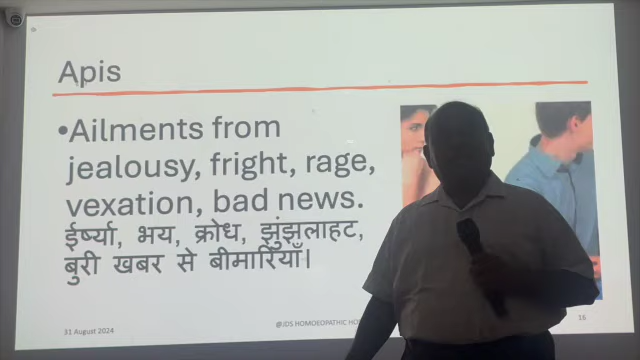 Apis
•Ailments from
jealousy, fright, rage,
vexation, bad news.
ईर्ष्या, भय, क्रोध, झुंझलाहट,
बुरी खबर से बीमारियाँ।
31 August 2024
@JDS HOMOEOPATHIC
16